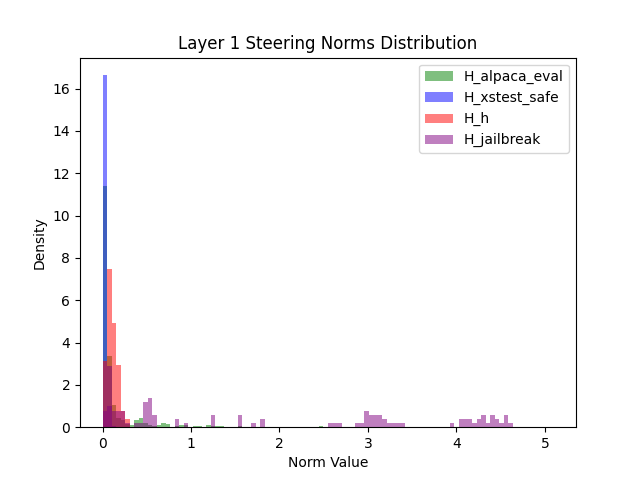 Layer 1 Steering Norms Distribution
H_alpaca_eval
H_xstest_safe
H_h
H_jailbreak
Density
16
14
12
10
8
6
4
2
0
0 1 2 3 4 5
Norm Value